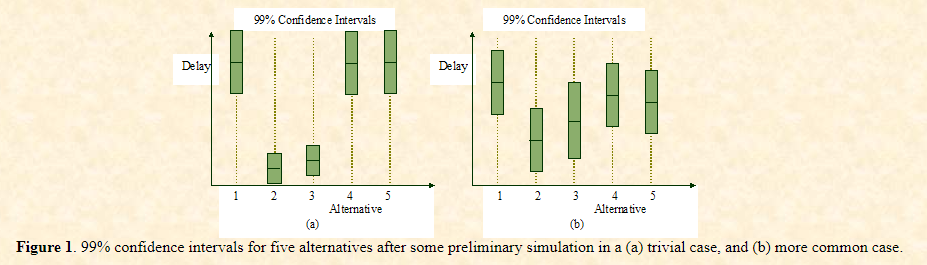 99% Confidence Intervals
Delay
1 2 3 4 5
Alternative
(a)
99% Confidence Intervals
Delay
1 2 3 4 5
Alternative
(b)
Figure 1. 99% confidence intervals for five alternatives after some preliminary simulation in a (a) trivial case, and (b) more common case.